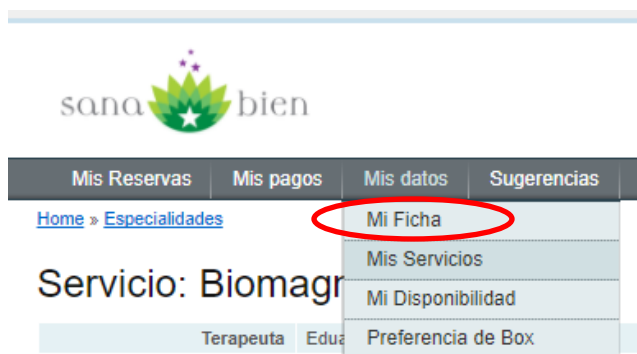 sana bien
Mis Reservas Mis pagos Mis datos Sugerencias
Home » Especialidades
Mi Ficha
Mis Servicios
Servicio: Biomagn
Mi Disponibilidad
Terapeuta Edua
Preferencia de Box